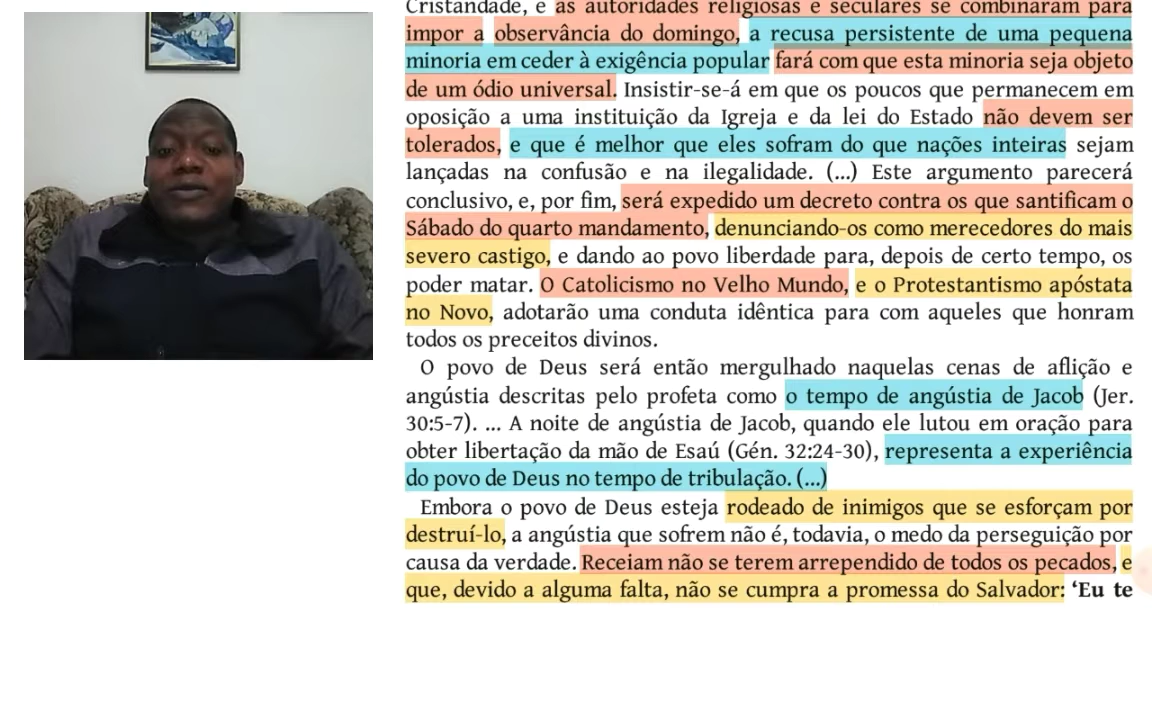 Cristandade, e as autoridades religiosas e seculares se combinaram para
impor a observância do domingo, a recusa persistente de uma pequena
minoria em ceder à exigência popular fará com que esta minoria seja objeto
de um ódio universal. Insistir-se-á em que os poucos que permanecem em
oposição a uma instituição da Igreja e da lei do Estado não devem ser
tolerados, e que é melhor que eles sofram do que nações inteiras sejam
lançadas na confusão e na ilegalidade. (...) Este argumento parecerá
conclusivo, e, por fim, será expedido um decreto contra os que santificam o
Sábado do quarto mandamento, denunciando-os como merecedores do mais
severo castigo, e dando ao povo liberdade para, depois de certo tempo, os
poder matar. O Catolicismo no Velho Mundo, e o Protestantismo apóstata
no Novo, adotarão uma conduta idêntica para com aqueles que honram
todos os preceitos divinos.
O povo de Deus será então mergulhado naquelas cenas de aflição e
angústia descritas pelo profeta como o tempo de angústia de Jacob (Jer.
30:5-7). ... A noite de angústia de Jacob, quando ele lutou em oração para
obter libertação da mão de Esaú (Gén. 32:24-30), representa a experiência
do povo de Deus no tempo de tribulação. (...)
Embora o povo de Deus esteja rodeado de inimigos que se esforçam por
destruí-lo, a angústia que sofrem não é, todavia, o medo da perseguição por
causa da verdade. Receiam não se terem arrependido de todos os pecados, e
que, devido a alguma falta, não se cumpra a promessa do Salvador: ‘Eu te